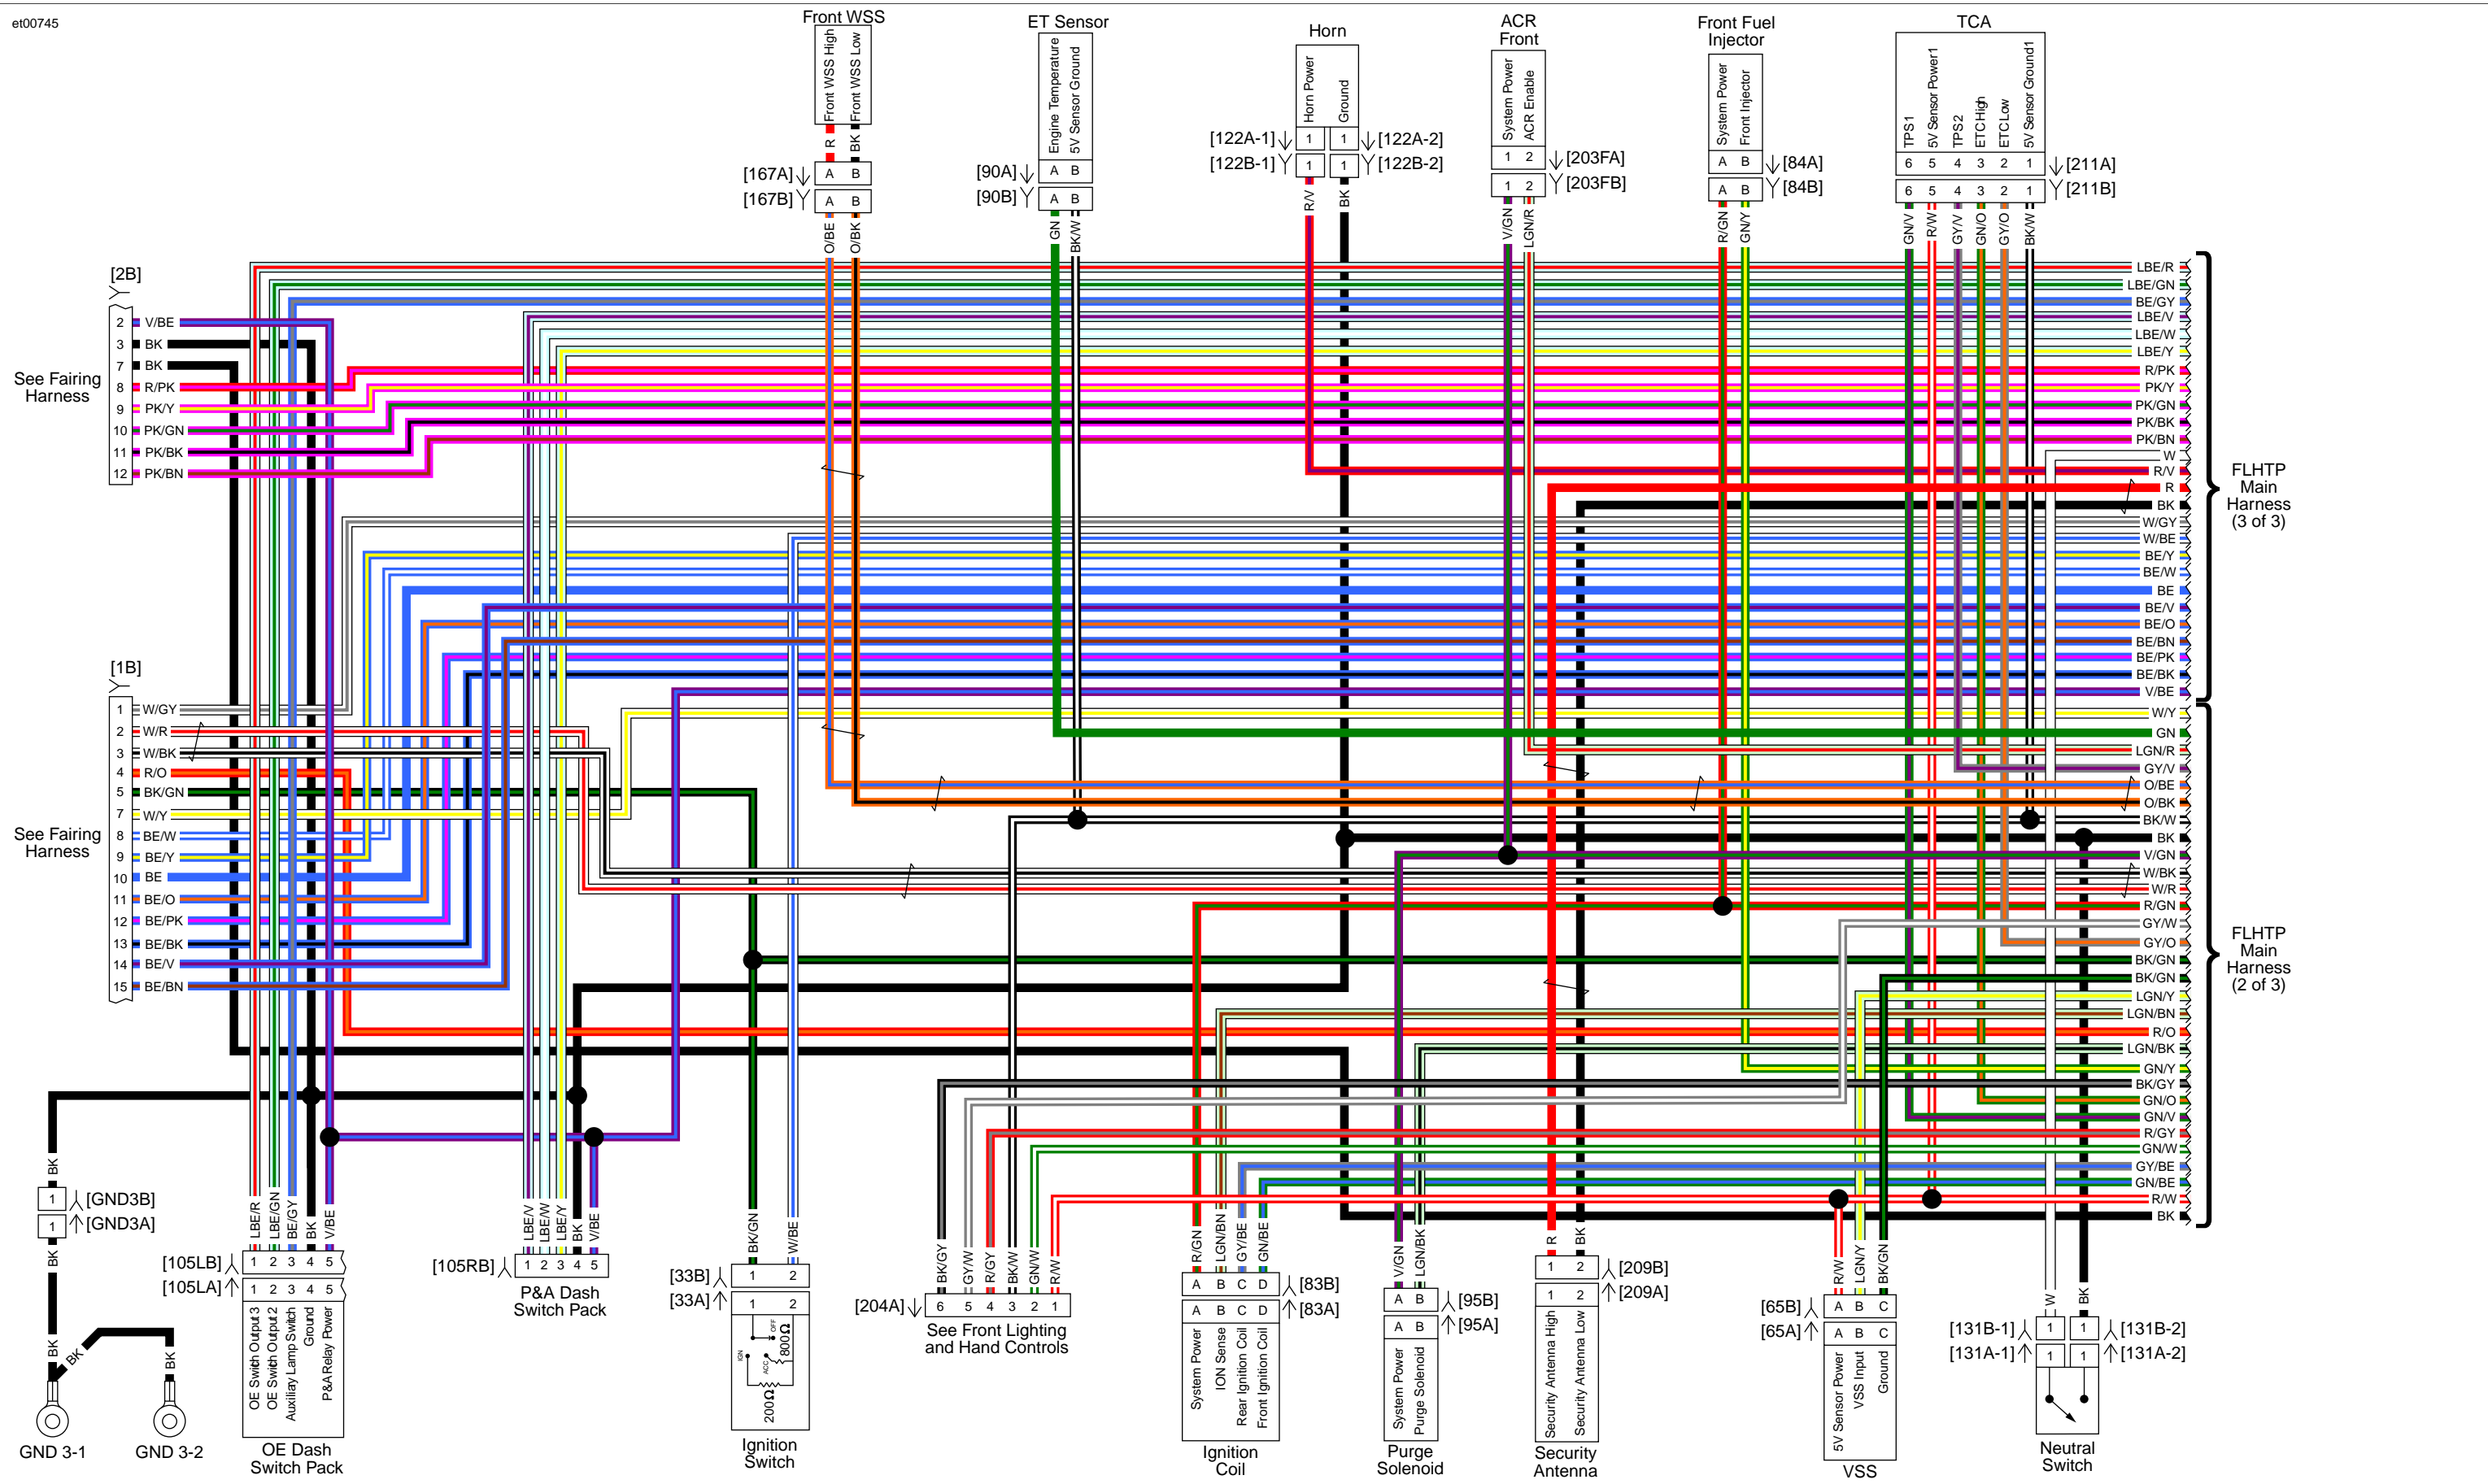 et00745
Front WSS
Front WSS High
Front WSS Low
R
BK
[167A]
A B
[167B]
A B
O/BE
O/BK
ET Sensor
Engine Temperature
5V Sensor Ground
[90A]
A B
[90B]
A B
GN
BK/W
Horn
Horn Power
Ground
[122A-1]
1
1
[122A-2]
[122B-1]
1
1
[122B-2]
R/V
BK
ACR
Front
System Power
ACR Enable
1 2
[203FA]
1 2
[203FB]
V/GN
LGN/R
Front Fuel
Injector
System Power
Front Injector
A B
[84A]
A B
[84B]
R/GN
GN/Y
TCA
TPS1
5V Sensor Power1
TPS2
ETC High
ETC Low
5V Sensor Ground1
6 5 4 3 2 1
[211A]
6 5 4 3 2 1
[211B]
GN/V
R/W
GY/V
GN/O
GY/O
BK/W
[2B]
2 V/BE
3 BK
7 BK
8 R/PK
9 PK/Y
10 PK/GN
11 PK/BK
12 PK/BN
See Fairing
Harness
[1B]
1 W/GY
2 W/R
3 W/BK
4 R/O
5 BK/GN
7 W/Y
8 BE/W
9 BE/Y
10 BE
11 BE/O
12 BE/PK
13 BE/BK
14 BE/V
15 BE/BN
See Fairing
Harness
LBE/R
LBE/GN
BE/GY
LBE/V
LBE/W
LBE/Y
R/PK
PK/Y
PK/GN
PK/BK
PK/BN
W
R/V
R
BK
W/GY
W/BE
BE/Y
BE/W
BE
BE/V
BE/O
BE/BN
BE/PK
BE/BK
V/BE
FLHTP
Main
Harness
(3 of 3)
W/Y
GN
LGN/R
GY/V
O/BE
O/BK
BK/W
BK
V/GN
W/BK
W/R
R/GN
GY/W
GY/O
BK/GN
BK/GN
LGN/Y
LGN/BN
R/O
LGN/BK
GN/Y
BK/GY
GN/O
GN/V
R/GY
GN/W
GY/BE
GN/BE
R/W
BK
FLHTP
Main
Harness
(2 of 3)
BK
1
[GND3B]
1
[GND3A]
BK
BK
BK
BK
GND 3-1
GND 3-2
LBE/R
LBE/GN
BE/GY
BK
V/BE
[105LB]
1 2 3 4 5
[105LA]
1 2 3 4 5
OE Switch Output 3
OE Switch Output 2
Auxiliary Lamp Switch
Ground
P&A Relay Power
OE Dash
Switch Pack
LBE/V
LBE/W
LBE/Y
BK
V/BE
[105RB]
1 2 3 4 5
P&A Dash
Switch Pack
BK/GN
W/BE
[33B]
1 2
[33A]
1 2
IGN
ACC
OFF
800Ω
200Ω
Ignition
Switch
BK/GY
GY/W
R/GY
BK/W
GN/W
R/W
[204A]
6 5 4 3 2 1
See Front Lighting
and Hand Controls
R/GN
LGN/BN
GY/BE
GN/BE
A B C D
[83B]
A B C D
[83A]
System Power
ION Sense
Rear Ignition Coil
Front Ignition Coil
Ignition
Coil
V/GN
LGN/BK
A B
[95B]
A B
[95A]
System Power
Purge Solenoid
Purge
Solenoid
R
BK
1 2
[209B]
1 2
[209A]
Security Antenna High
Security Antenna Low
Security
Antenna
R/W
LGN/Y
BK/GN
[65B]
A B C
[65A]
A B C
5V Sensor Power
VSS Input
Ground
VSS
W
BK
[131B-1]
1
1
[131B-2]
[131A-1]
1
1
[131A-2]
Neutral
Switch